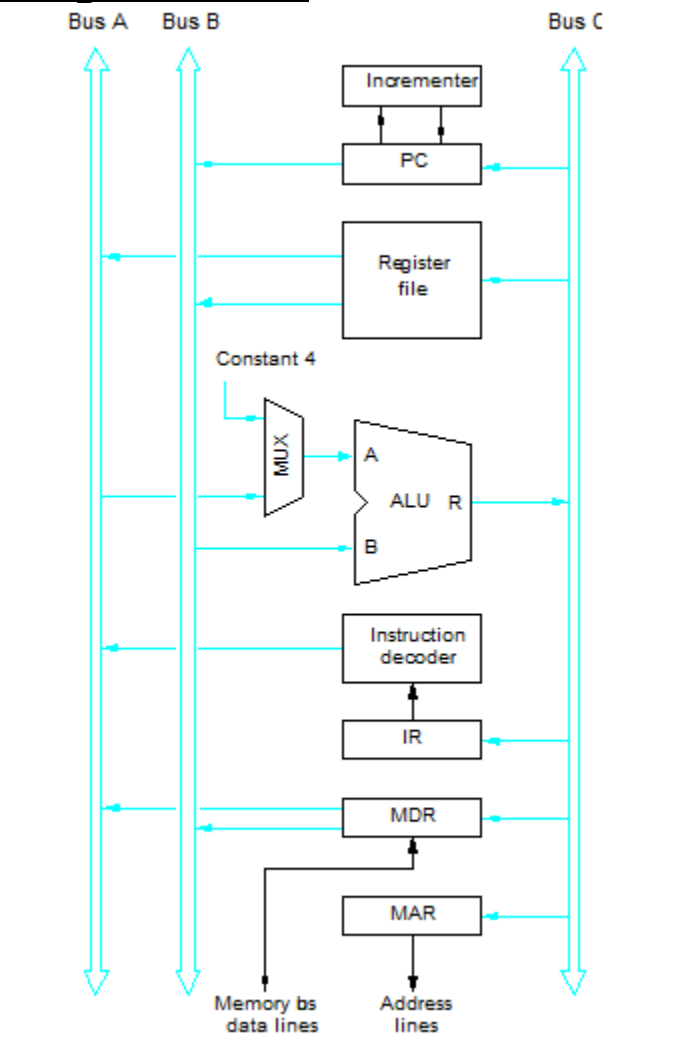 Bus A
Bus B
Bus C
Incrementer
PC
Register
file
Constant 4
MUX
A
ALU
R
B
Instruction
decoder
IR
MDR
MAR
Memory bs
data lines
Address
lines